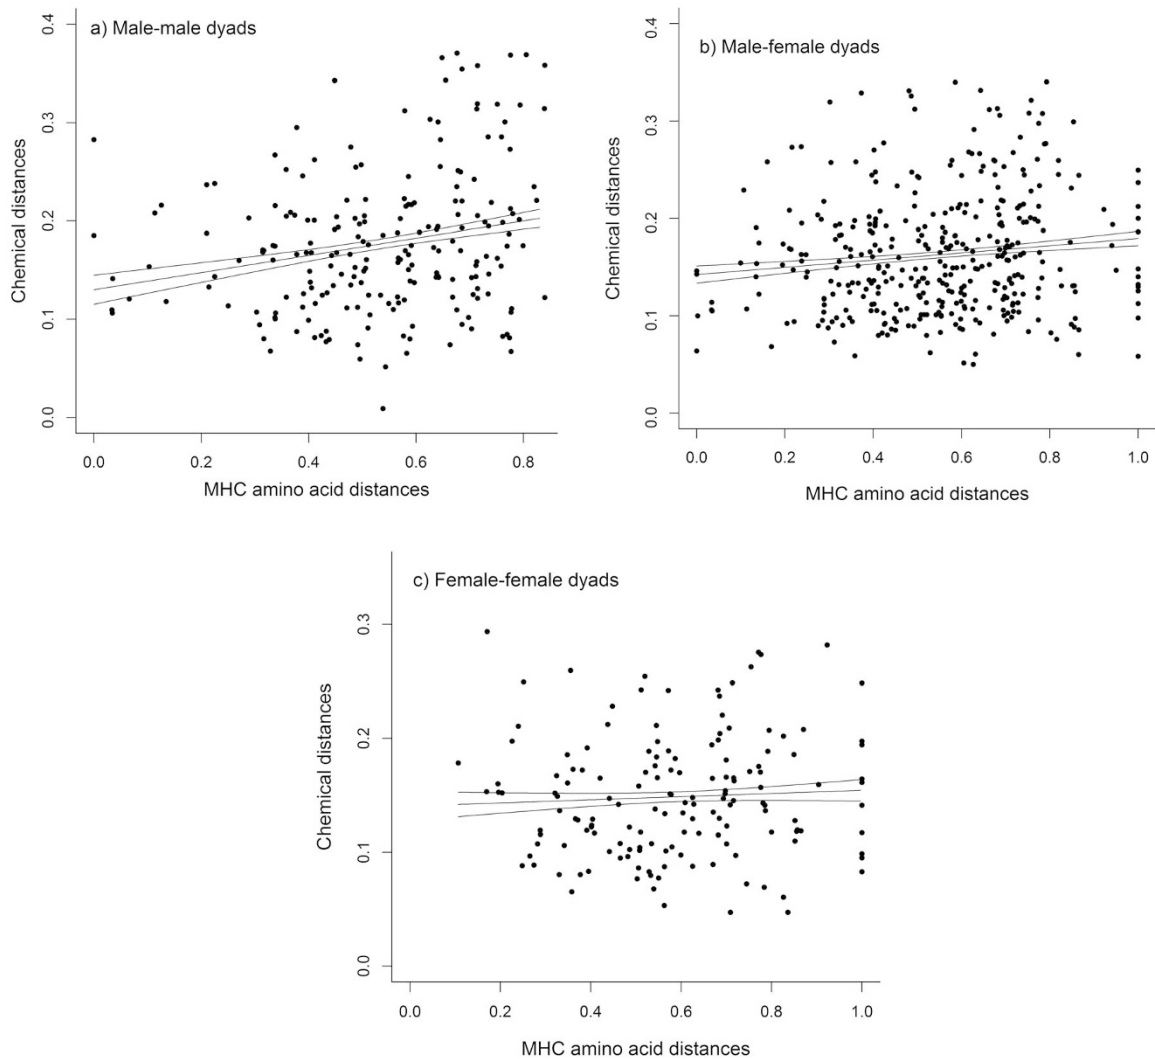 a) Male-male dyads
Chemical distances
0.4
0.3
0.2
0.1
0.0
0.0 0.2 0.4 0.6 0.8
MHC amino acid distances
b) Male-female dyads
Chemical distances
0.4
0.3
0.2
0.1
0.0
0.0 0.2 0.4 0.6 0.8 1.0
MHC amino acid distances
c) Female-female dyads
Chemical distances
0.3
0.2
0.1
0.0
0.0 0.2 0.4 0.6 0.8 1.0
MHC amino acid distances